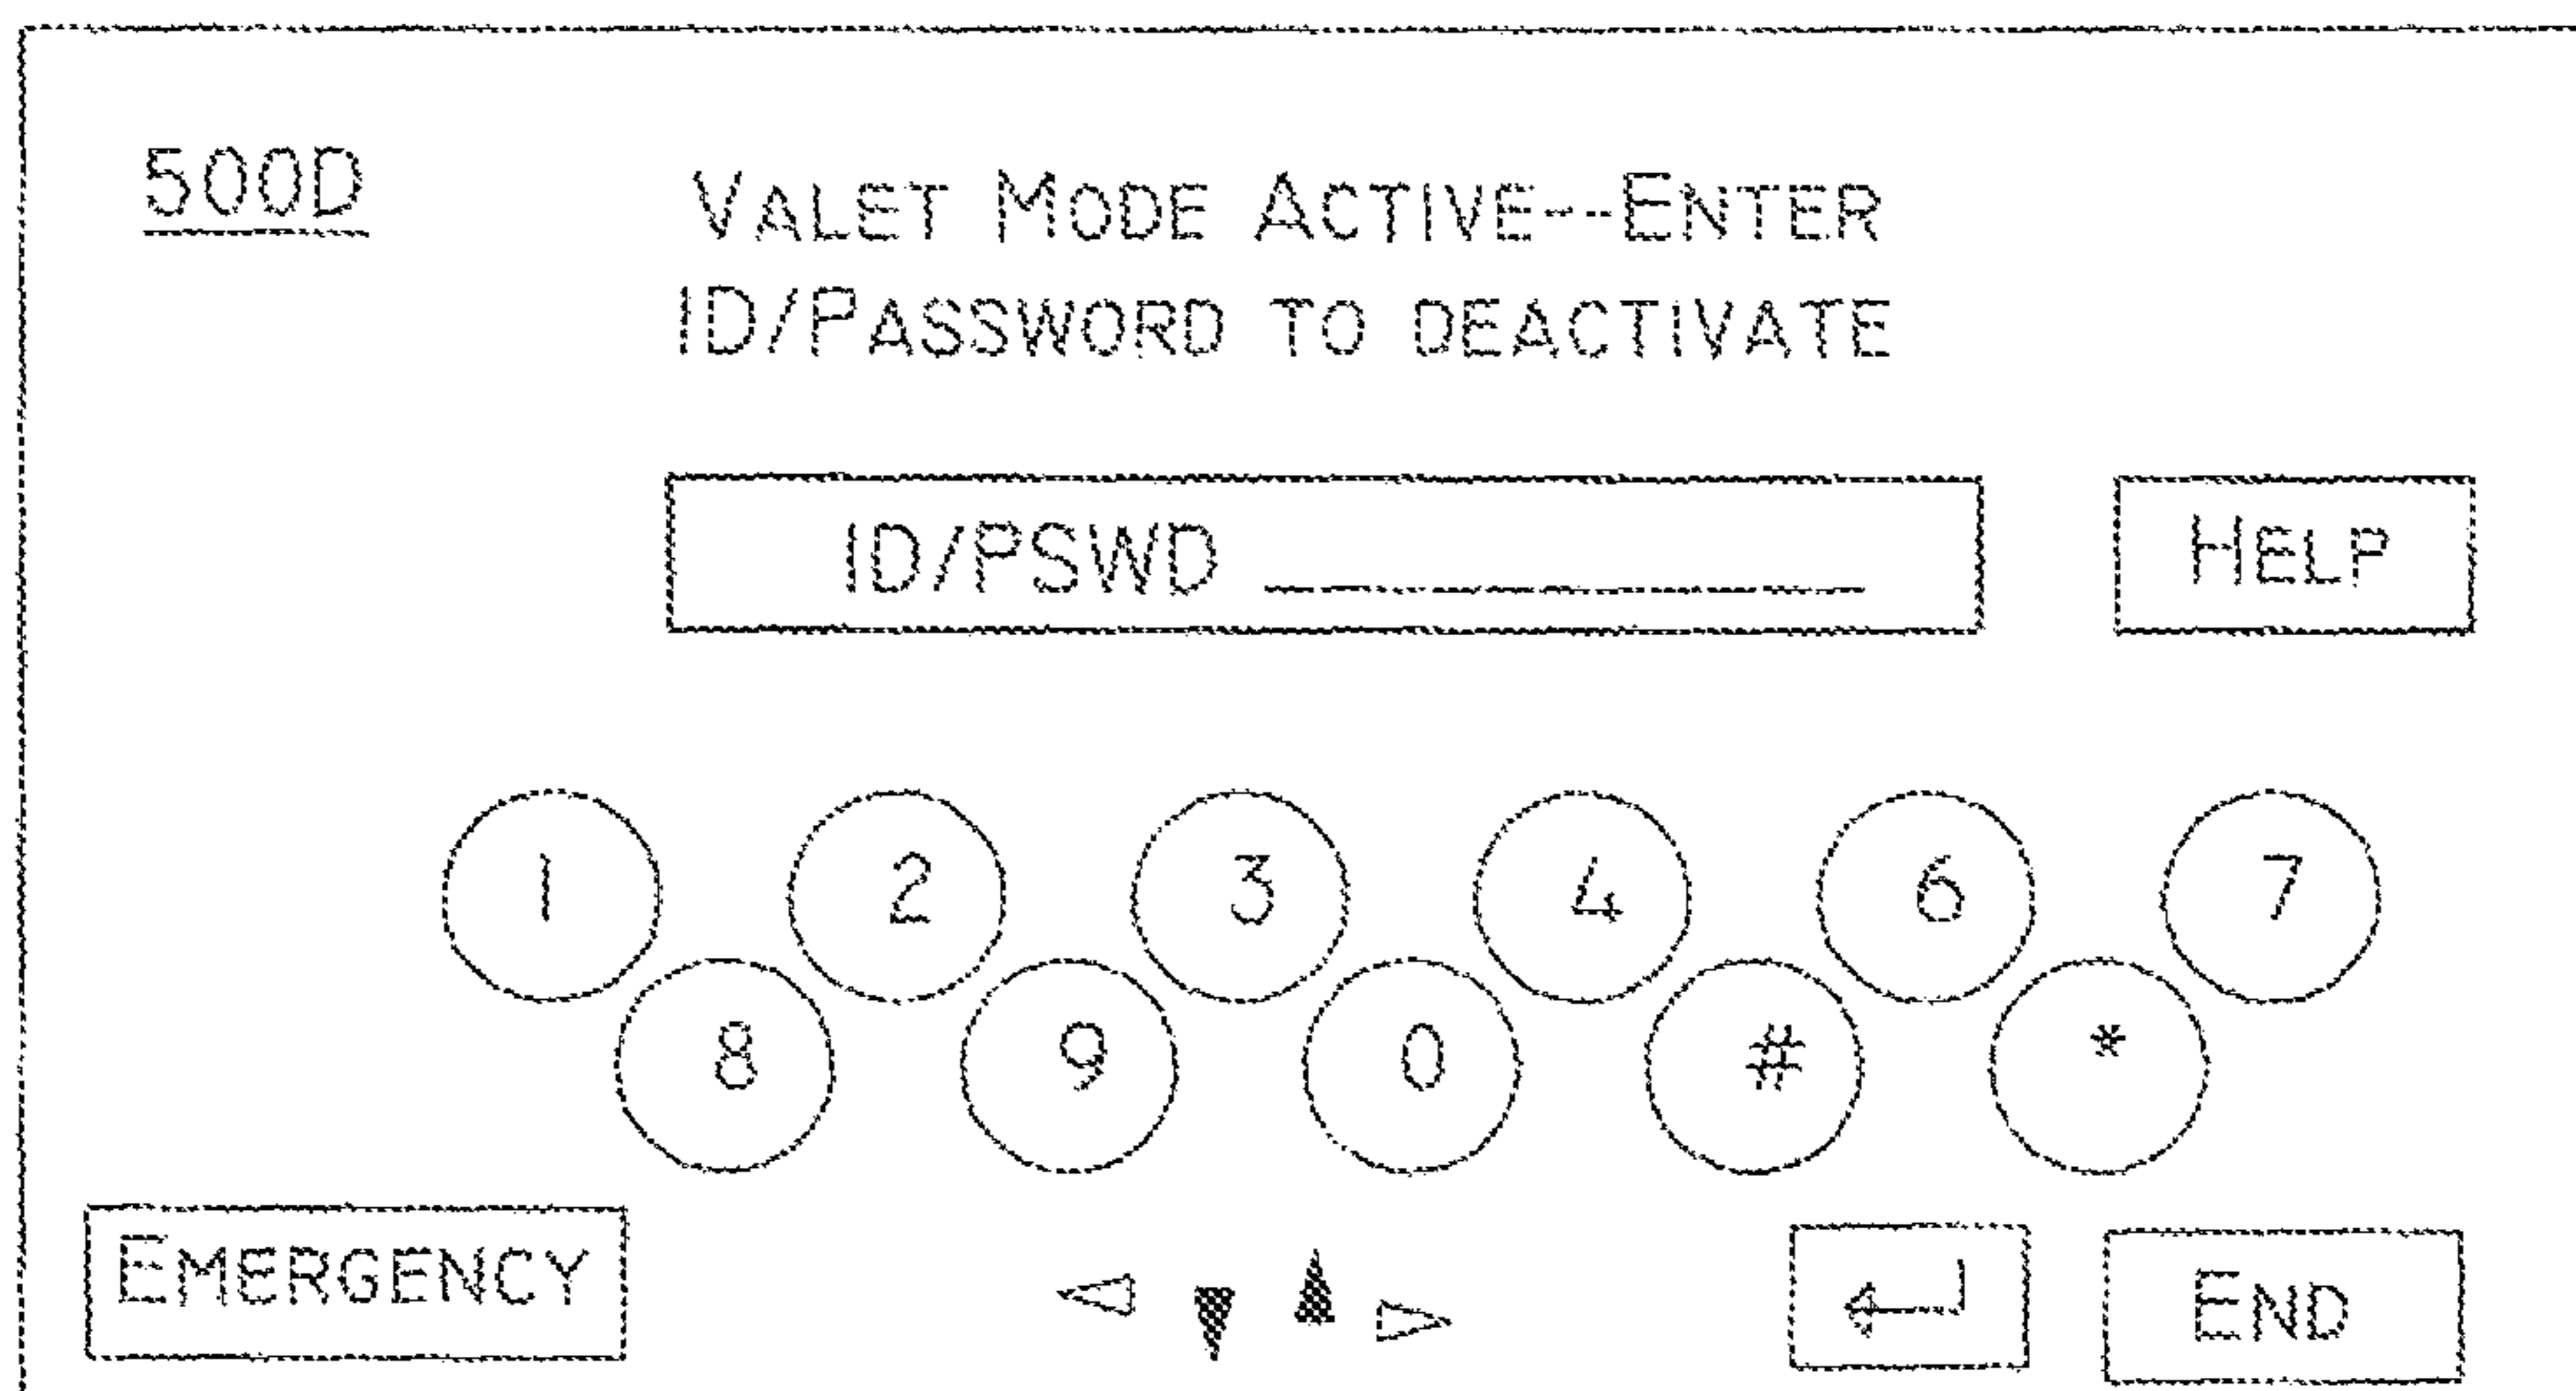 500D
VALET MODE ACTIVE--ENTER
ID/PASSWORD TO DEACTIVATE
ID/PSWD ____________
HELP
1 2 3 4 6 7
8 9 0 # *
EMERGENCY
END